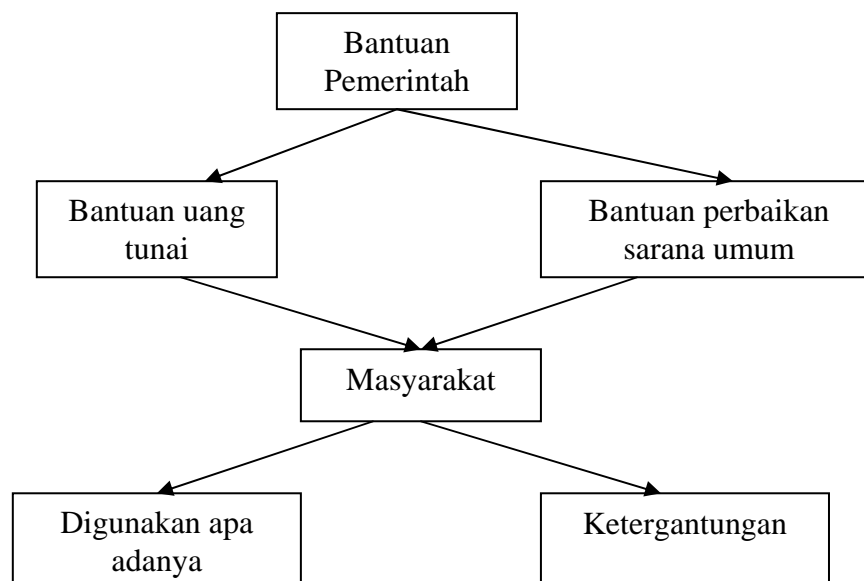 Bantuan
Pemerintah
Bantuan uang
tunai
Bantuan perbaikan
sarana umum
Masyarakat
Digunakan apa
adanya
Ketergantungan